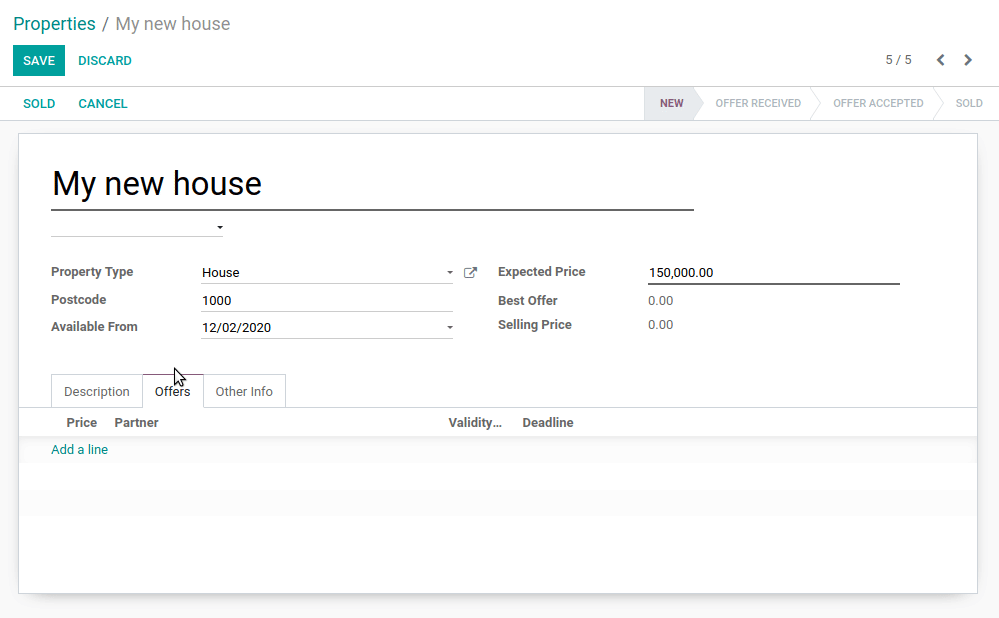 Properties / My new house
SAVE DISCARD 5 / 5
SOLD CANCEL NEW OFFER RECEIVED OFFER ACCEPTED SOLD
My new house
Property Type House Expected Price 150,000.00
Postcode 1000 Best Offer 0.00
Available From 12/02/2020 Selling Price 0.00
Description Offers Other Info
Price Partner Validity... Deadline
Add a line